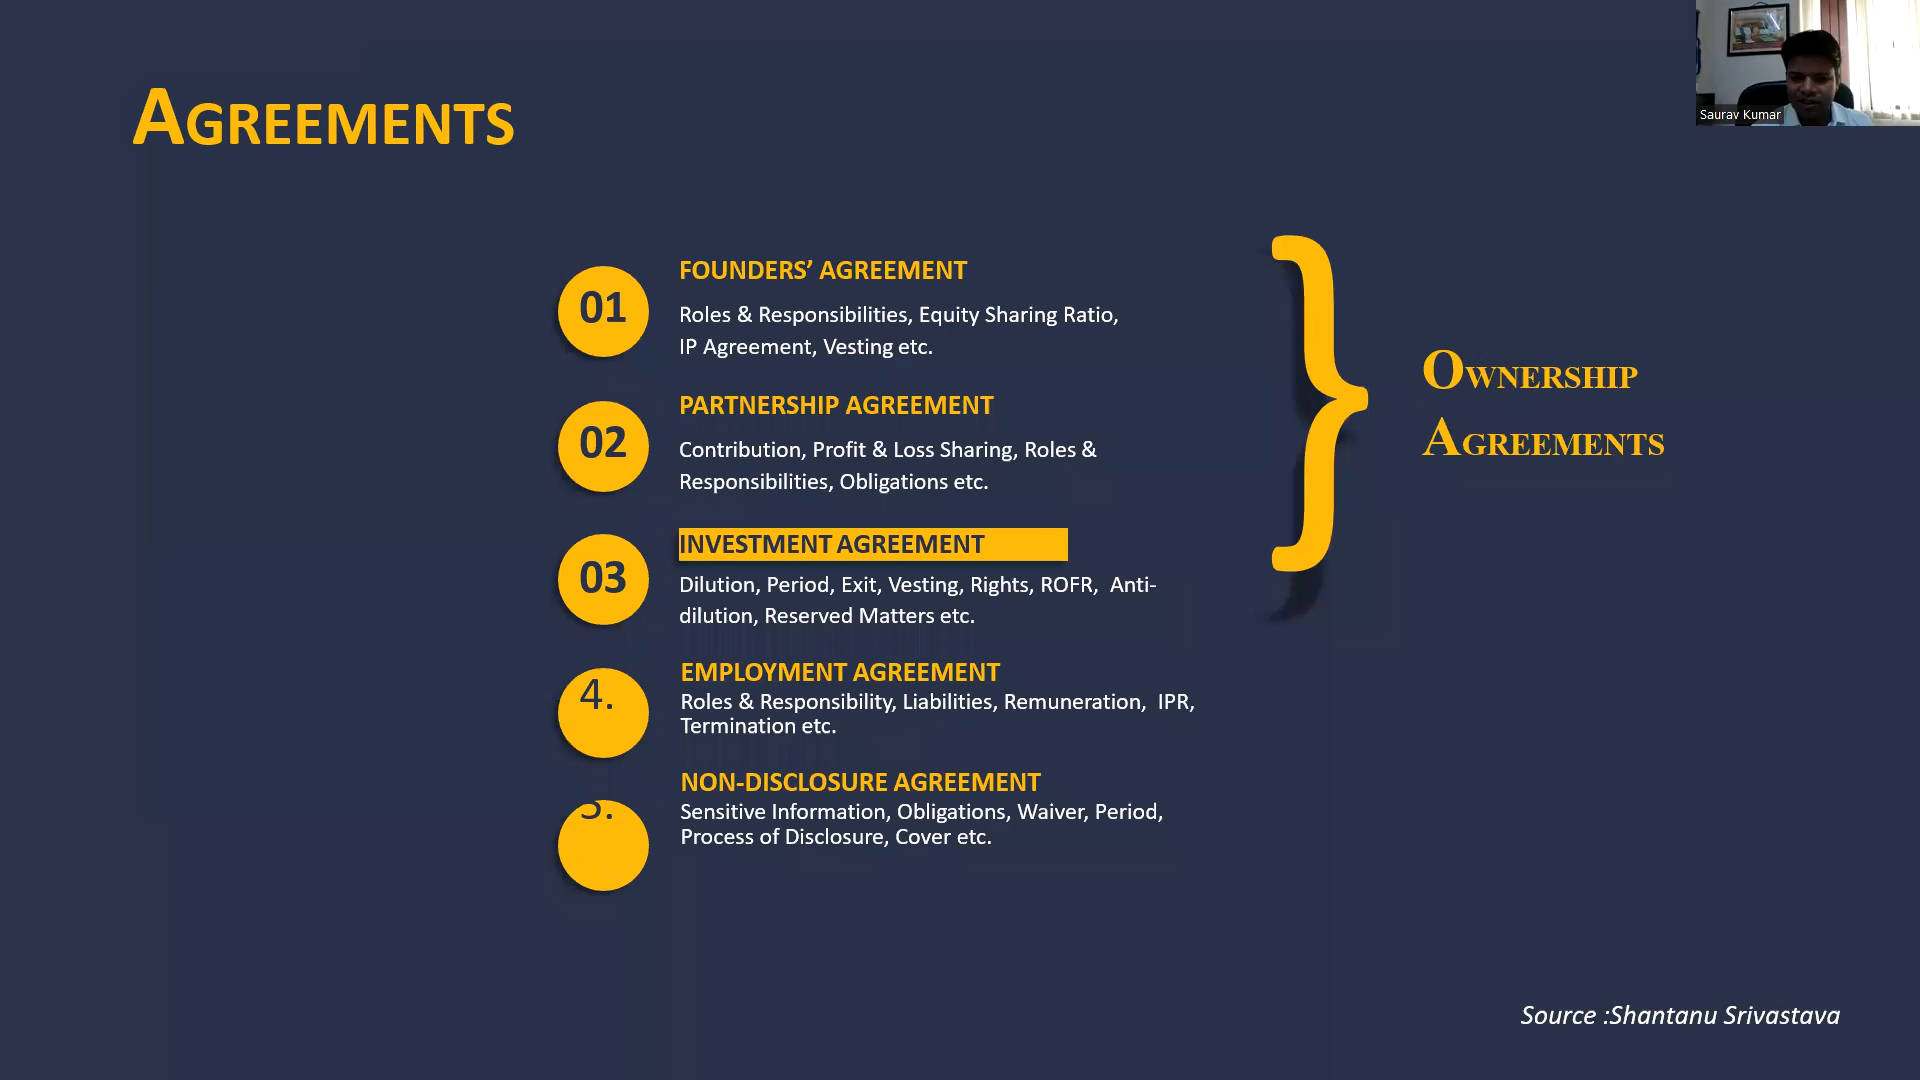 AGREEMENTS
Saurav Kumar
01
FOUNDERS’ AGREEMENT
Roles & Responsibilities, Equity Sharing Ratio,
IP Agreement, Vesting etc.
02
PARTNERSHIP AGREEMENT
Contribution, Profit & Loss Sharing, Roles &
Responsibilities, Obligations etc.
03
INVESTMENT AGREEMENT
Dilution, Period, Exit, Vesting, Rights, ROFR, Anti-
dilution, Reserved Matters etc.
4.
EMPLOYMENT AGREEMENT
Roles & Responsibility, Liabilities, Remuneration, IPR,
Termination etc.
NON-DISCLOSURE AGREEMENT
Sensitive Information, Obligations, Waiver, Period,
Process of Disclosure, Cover etc.
OWNERSHIP
AGREEMENTS
Source :Shantanu Srivastava